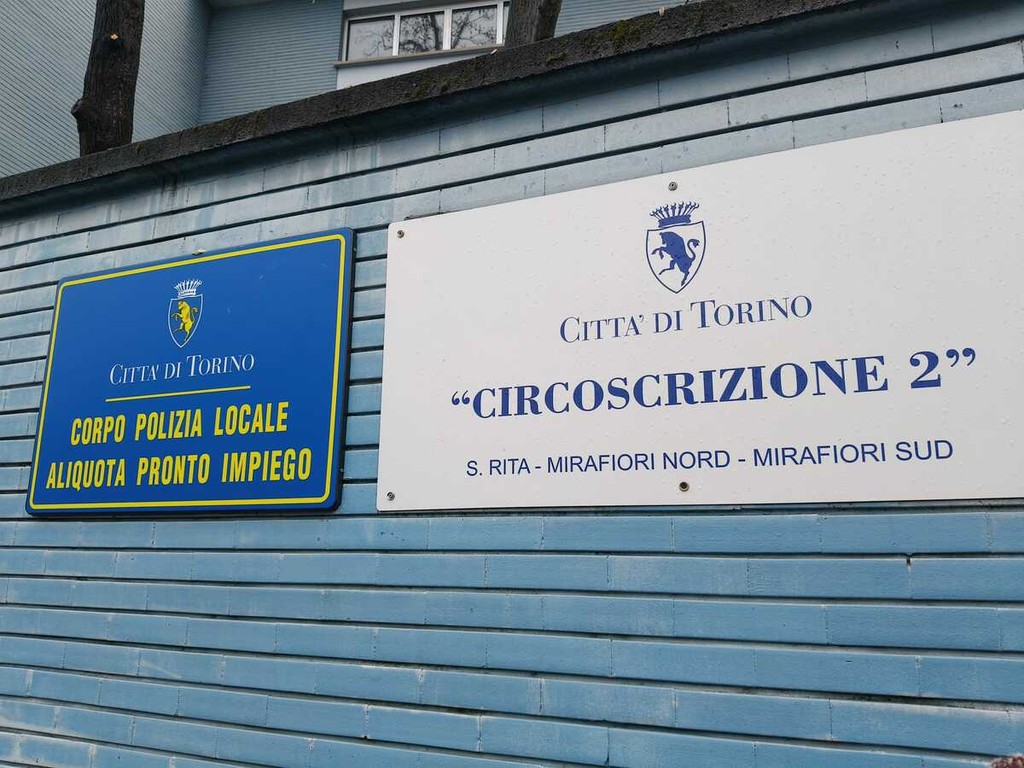 CITTA' DI TORINO
CORPO POLIZIA LOCALE
ALIQUOTA PRONTO IMPIEGO
CITTA' DI TORINO
“CIRCOSCRIZIONE 2”
S. RITA - MIRAFIORI NORD - MIRAFIORI SUD